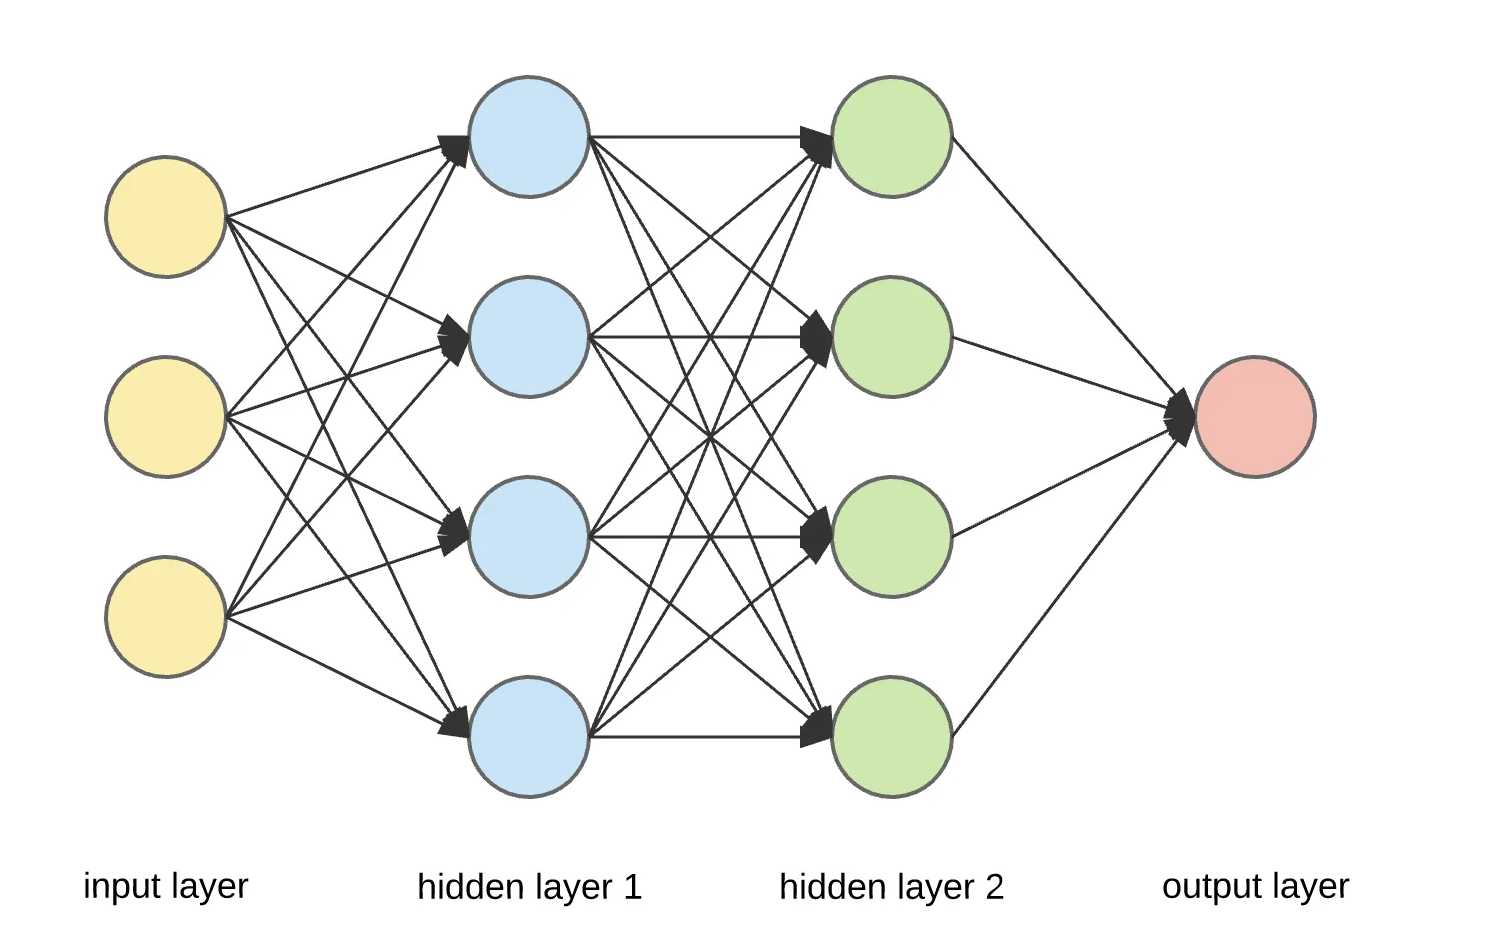 input layer
hidden layer 1
hidden layer 2
output layer